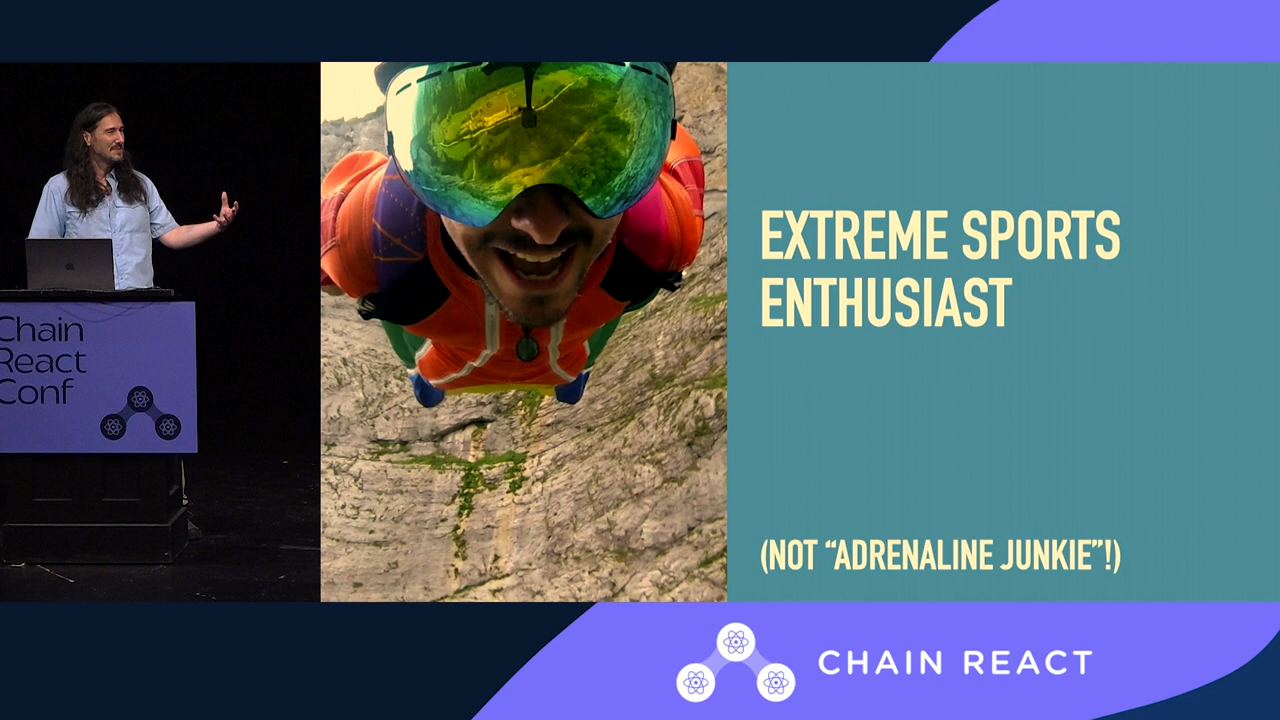 Chain
React
Conf
EXTREME SPORTS
ENTHUSIAST
(NOT “ADRENALINE JUNKIE”!)
CHAIN REACT